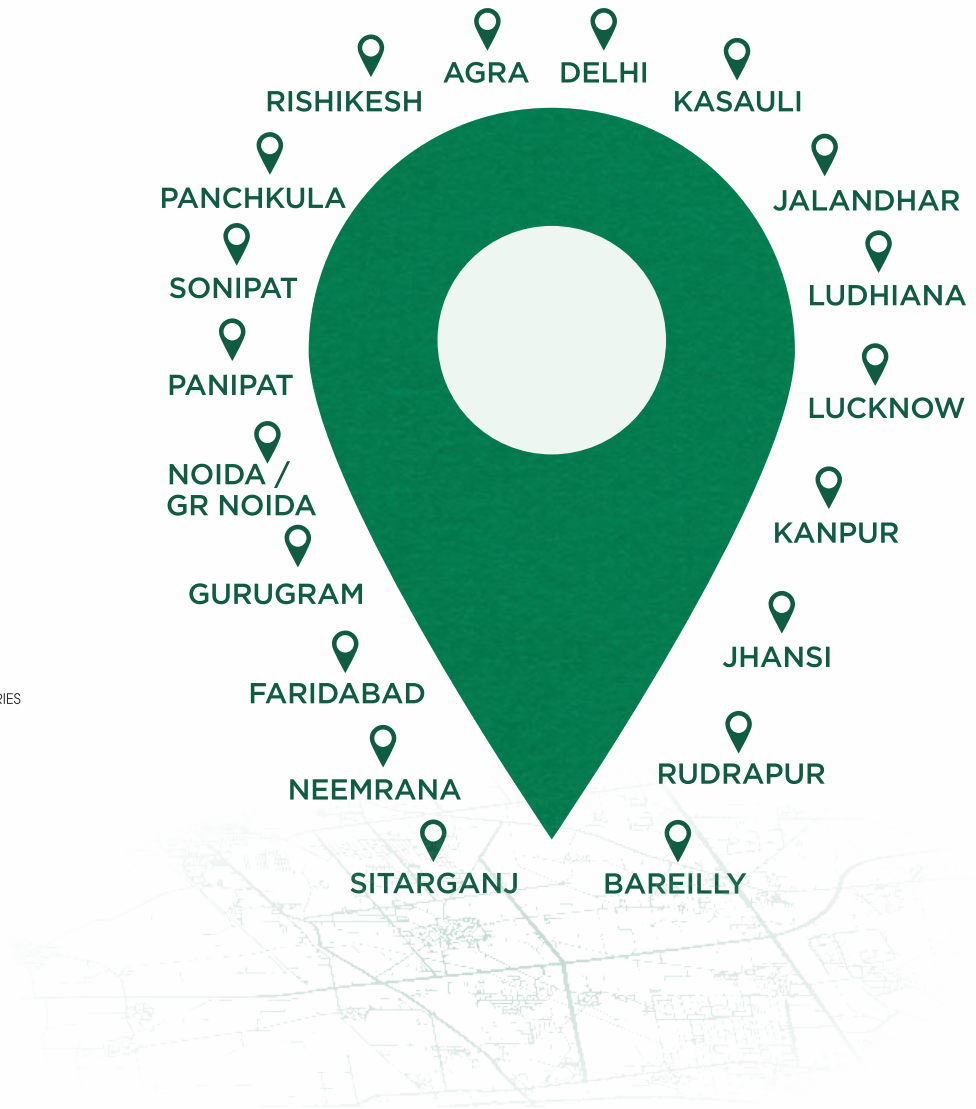 AGRA
DELHI
RISHIKESH
KASAULI
PANCHKULA
JALANDHAR
SONIPAT
LUDHIANA
PANIPAT
LUCKNOW
NOIDA /
GR NOIDA
KANPUR
GURUGRAM
JHANSI
FARIDABAD
RUDRAPUR
NEEMRANA
SITARGANJ
BAREILLY